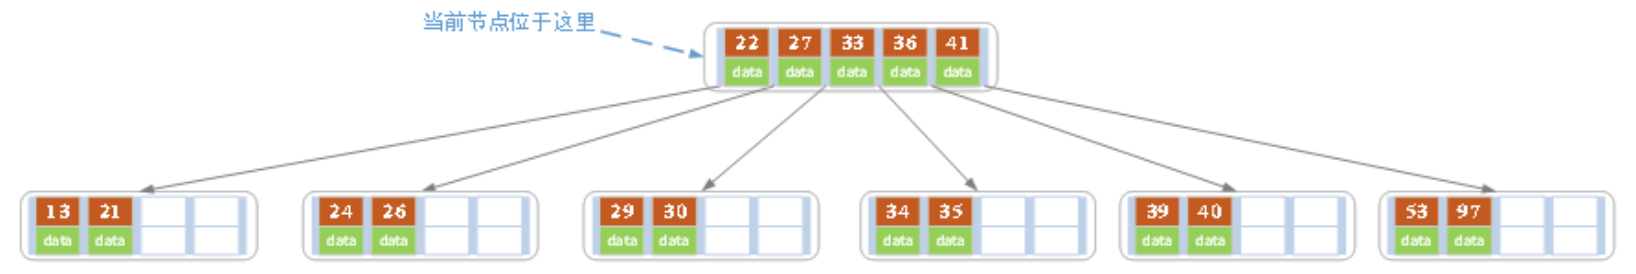 当前节点位于这里
22 27 33 36 41
data data data data data
13 21
data data
24 26
data data
29 30
data data
34 35
data data
39 40
data data
53 97
data data